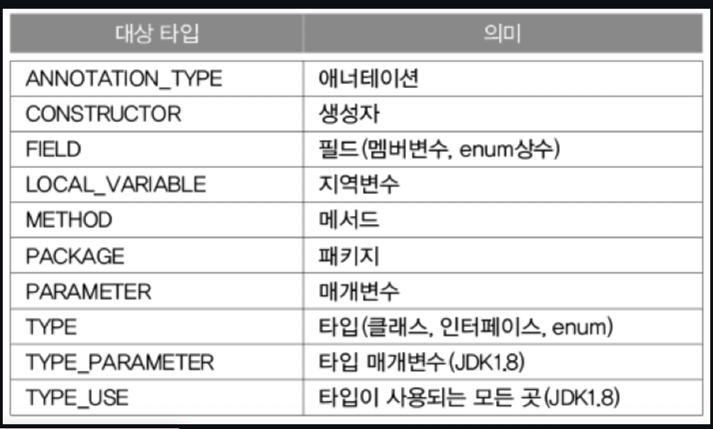 대상 타입 의미
ANNOTATION_TYPE 애너테이션
CONSTRUCTOR 생성자
FIELD 필드(멤버변수, enum상수)
LOCAL_VARIABLE 지역변수
METHOD 메서드
PACKAGE 패키지
PARAMETER 매개변수
TYPE 타입(클래스, 인터페이스, enum)
TYPE_PARAMETER 타입 매개변수(JDK1.8)
TYPE_USE 타입이 사용되는 모든 곳(JDK1.8)